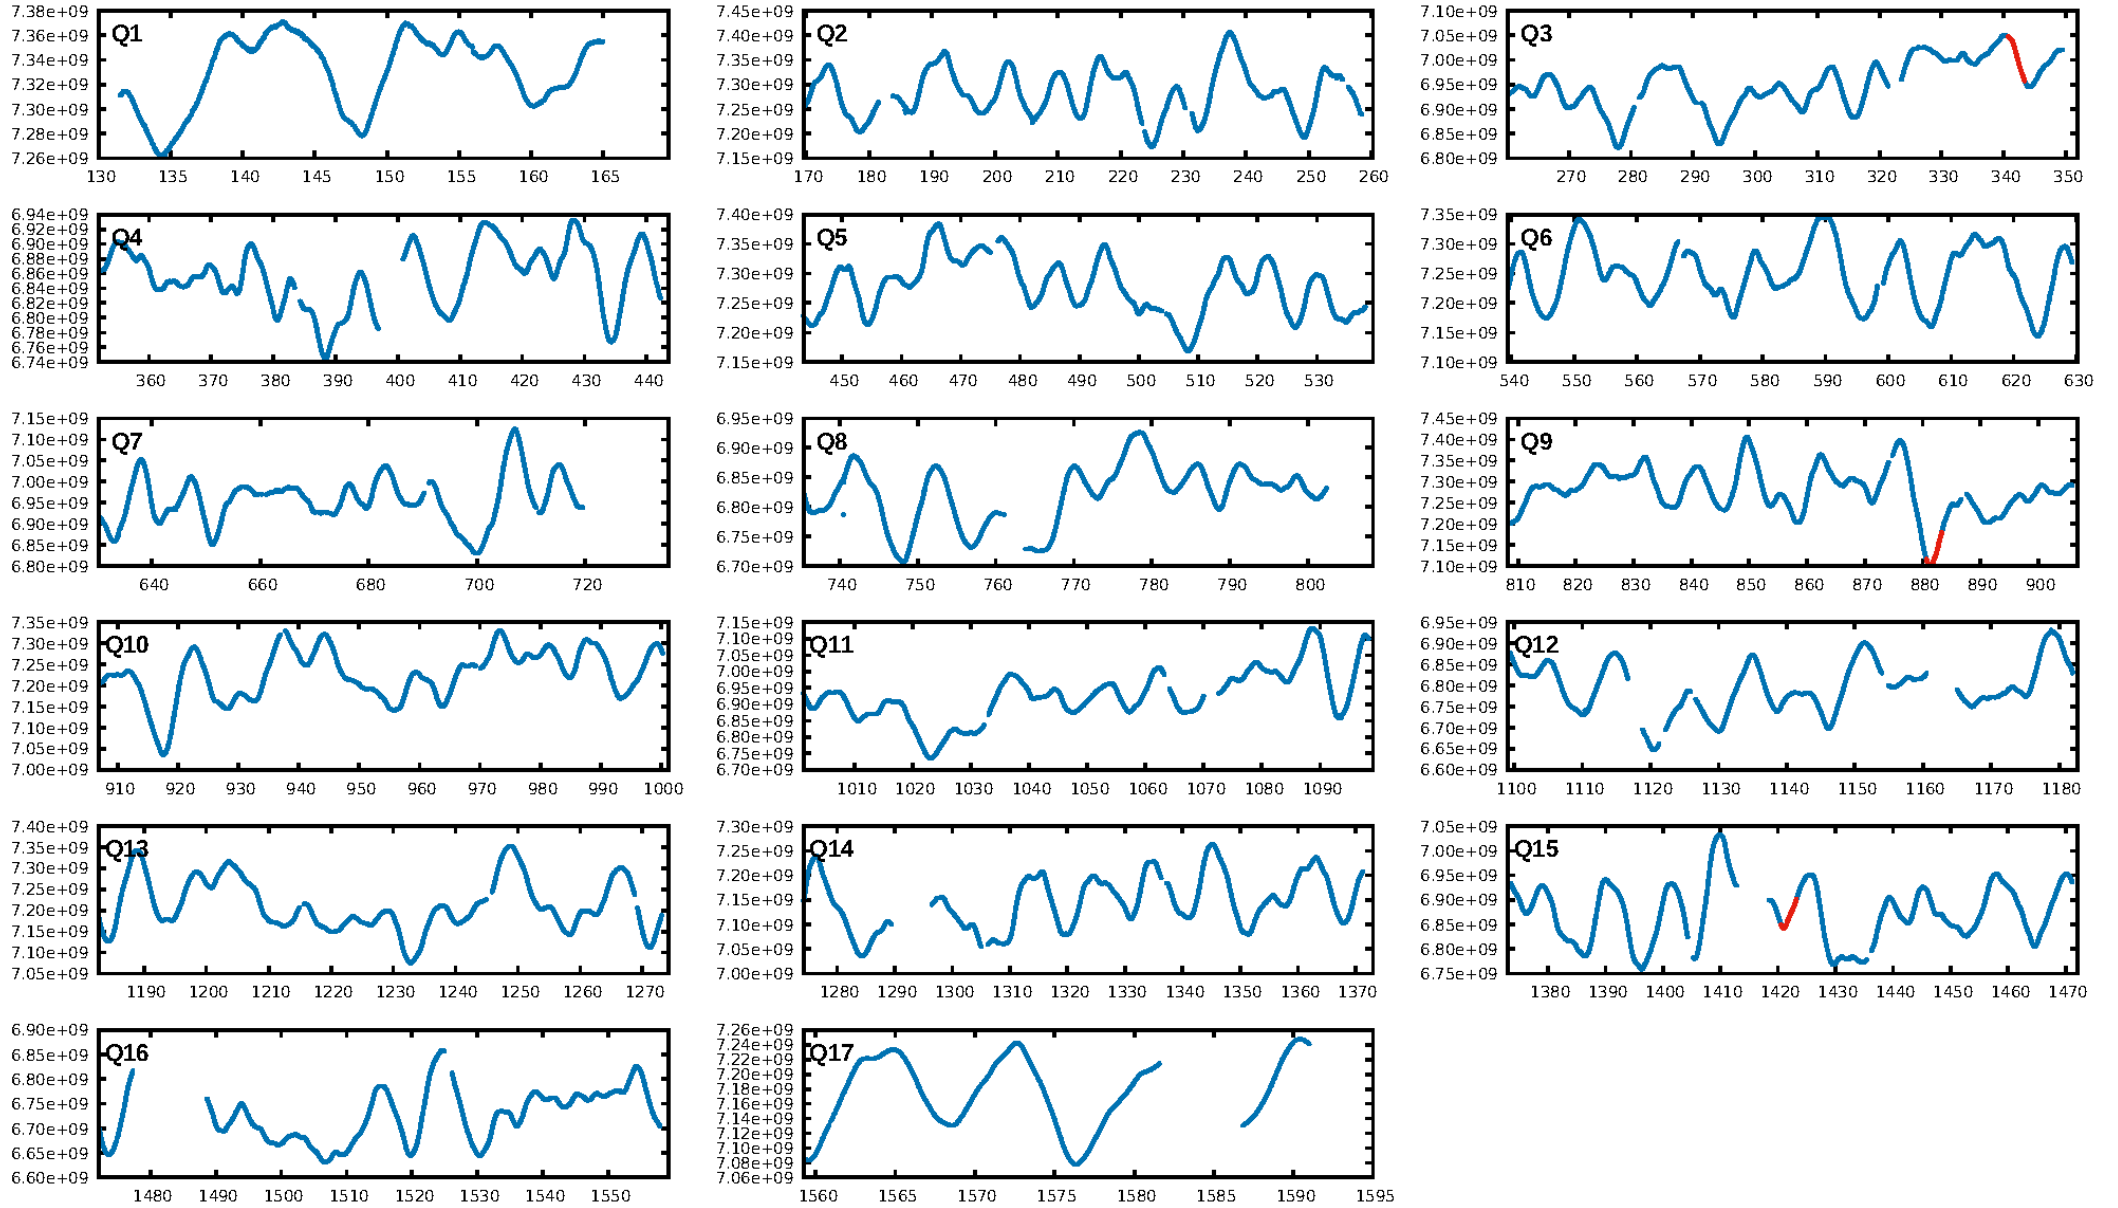 7.38e+09
7.36e+09
7.34e+09
7.32e+09
7.30e+09
7.28e+09
7.26e+09
Q1
130 135 140 145 150 155 160 165
7.45e+09
7.40e+09
7.35e+09
7.30e+09
7.25e+09
7.20e+09
7.15e+09
Q2
170 180 190 200 210 220 230 240 250 260
7.10e+09
7.05e+09
7.00e+09
6.95e+09
6.90e+09
6.85e+09
6.80e+09
Q3
270 280 290 300 310 320 330 340 350
6.94e+09
6.92e+09
6.90e+09
6.88e+09
6.86e+09
6.84e+09
6.82e+09
6.80e+09
6.78e+09
6.76e+09
6.74e+09
Q4
360 370 380 390 400 410 420 430 440
7.40e+09
7.35e+09
7.30e+09
7.25e+09
7.20e+09
7.15e+09
Q5
450 460 470 480 490 500 510 520 530
7.35e+09
7.30e+09
7.25e+09
7.20e+09
7.15e+09
7.10e+09
Q6
540 550 560 570 580 590 600 610 620 630
7.15e+09
7.10e+09
7.05e+09
7.00e+09
6.95e+09
6.90e+09
6.85e+09
6.80e+09
Q7
640 660 680 700 720
6.95e+09
6.90e+09
6.85e+09
6.80e+09
6.75e+09
6.70e+09
Q8
740 750 760 770 780 790 800
7.45e+09
7.40e+09
7.35e+09
7.30e+09
7.25e+09
7.20e+09
7.15e+09
7.10e+09
Q9
810 820 830 840 850 860 870 880 890 900
7.35e+09
7.30e+09
7.25e+09
7.20e+09
7.15e+09
7.10e+09
7.05e+09
7.00e+09
Q10
910 920 930 940 950 960 970 980 990 1000
7.15e+09
7.10e+09
7.05e+09
7.00e+09
6.95e+09
6.90e+09
6.85e+09
6.80e+09
6.75e+09
6.70e+09
Q11
1010 1020 1030 1040 1050 1060 1070 1080 1090
6.95e+09
6.90e+09
6.85e+09
6.80e+09
6.75e+09
6.70e+09
6.65e+09
6.60e+09
Q12
1100 1110 1120 1130 1140 1150 1160 1170 1180
7.40e+09
7.35e+09
7.30e+09
7.25e+09
7.20e+09
7.15e+09
7.10e+09
7.05e+09
Q13
1190 1200 1210 1220 1230 1240 1250 1260 1270
7.30e+09
7.25e+09
7.20e+09
7.15e+09
7.10e+09
7.05e+09
7.00e+09
Q14
1280 1290 1300 1310 1320 1330 1340 1350 1360 1370
7.05e+09
7.00e+09
6.95e+09
6.90e+09
6.85e+09
6.80e+09
6.75e+09
Q15
1380 1390 1400 1410 1420 1430 1440 1450 1460 1470
6.90e+09
6.85e+09
6.80e+09
6.75e+09
6.70e+09
6.65e+09
6.60e+09
Q16
1480 1490 1500 1510 1520 1530 1540 1550
7.26e+09
7.24e+09
7.22e+09
7.20e+09
7.18e+09
7.16e+09
7.14e+09
7.12e+09
7.10e+09
7.08e+09
7.06e+09
Q17
1560 1565 1570 1575 1580 1585 1590 1595